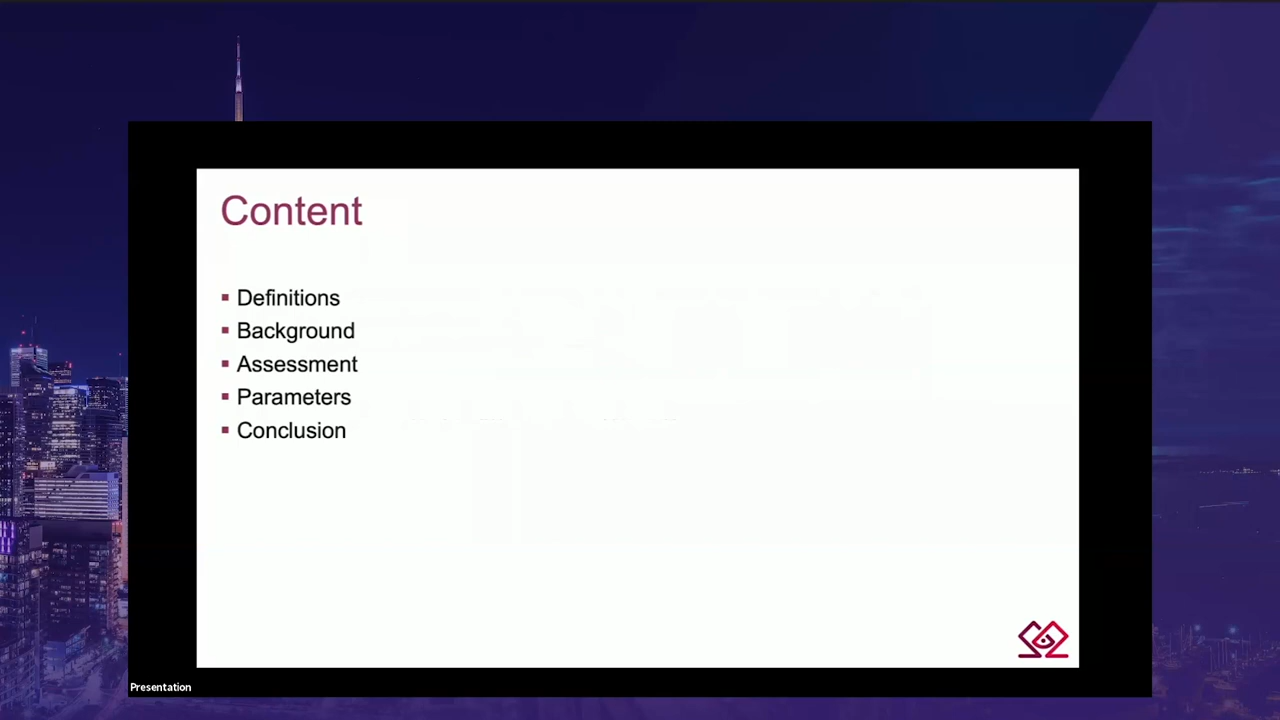 Content
▪ Definitions
▪ Background
▪ Assessment
▪ Parameters
▪ Conclusion
Presentation